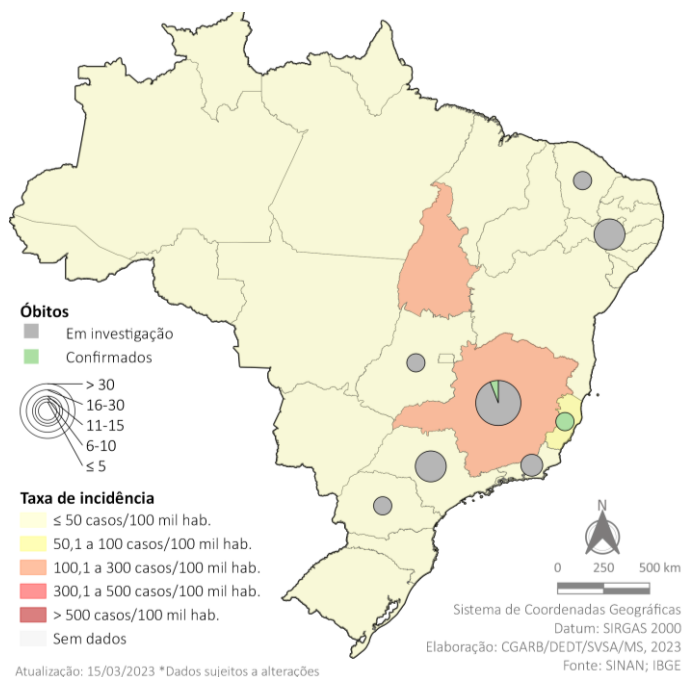 Óbitos
Em investigação
Confirmados
> 30
16-30
11-15
6-10
≤ 5
Taxa de incidência
≤ 50 casos/100 mil hab.
50,1 a 100 casos/100 mil hab.
100,1 a 300 casos/100 mil hab.
300,1 a 500 casos/100 mil hab.
> 500 casos/100 mil hab.
Sem dados
Atualização: 15/03/2023 *Dados sujeitos a alterações
N
0 250 500 km
Sistema de Coordenadas Geográficas
Datum: SIRGAS 2000
Elaboração: CGARB/DEDT/SVSA/MS, 2023
Fonte: SINAN; IBGE